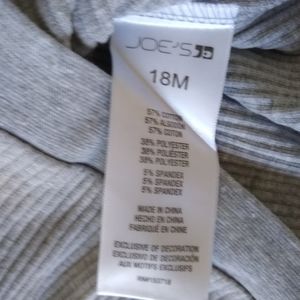 JOE'S
18M
57% COTTON
57% ALGODÓN
57% COTON
38% POLYESTER
38% POLIÉSTER
38% POLYESTER
5% SPANDEX
5% SPANDEX
5% SPANDEX
MADE IN CHINA
HECHO EN CHINA
FABRIQUÉ EN CHINE
EXCLUSIVE OF DECORATION
EXCLUSIVO DE DECORACIÓN
AUX MOTIFS EXCLUSIFS